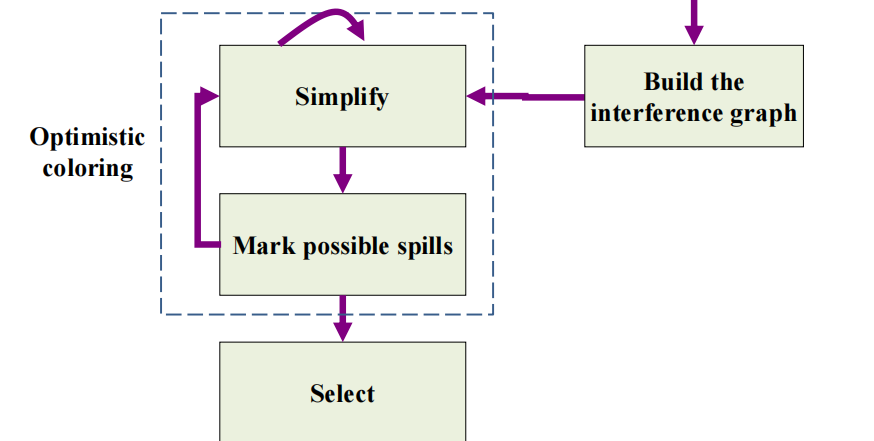 Simplify
Build the
interference graph
Optimistic
coloring
Mark possible spills
Select